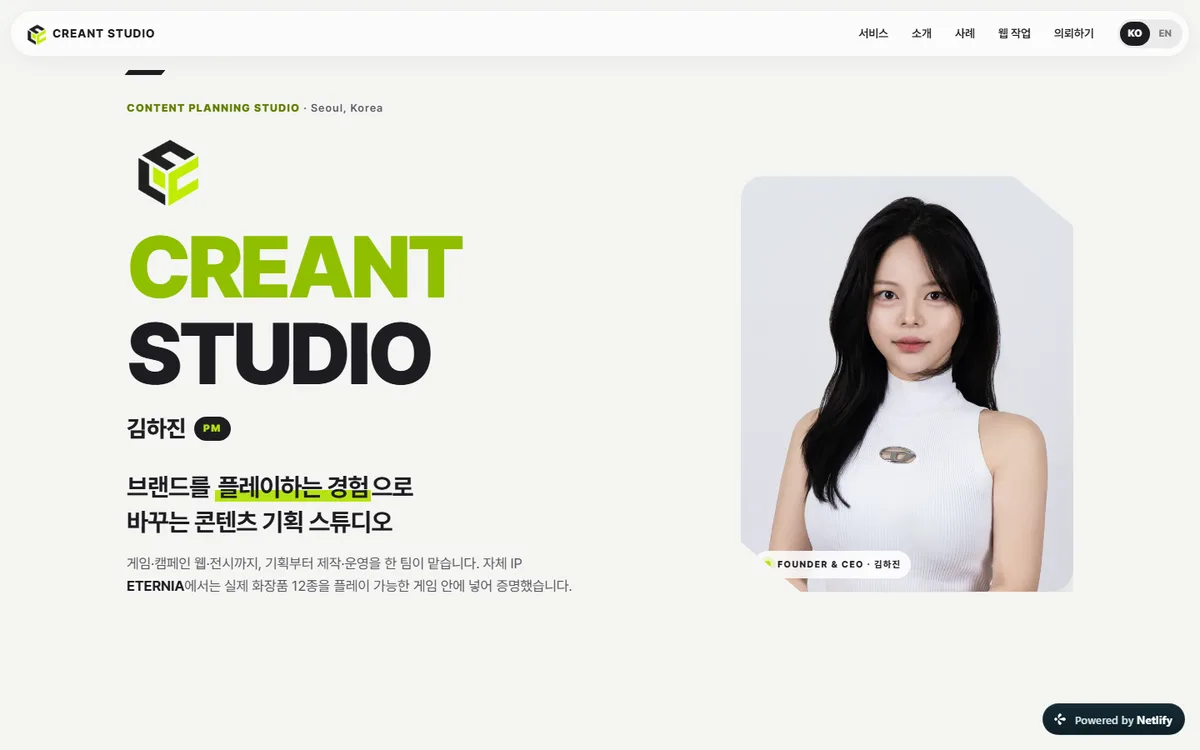 CREANT STUDIO
서비스 소개 사례 웹 작업 의뢰하기 KO EN
CONTENT PLANNING STUDIO · Seoul, Korea
CREANT
STUDIO
김하진 PM
브랜드를 플레이하는 경험으로
바꾸는 콘텐츠 기획 스튜디오
게임·캠페인 웹·전시까지, 기획부터 제작·운영을 한 팀이 맡습니다. 자체 IP
ETERNIA에서는 실제 화장품 12종을 플레이 가능한 게임 안에 넣어 증명했습니다.
FOUNDER & CEO · 김하진
Powered by Netlify